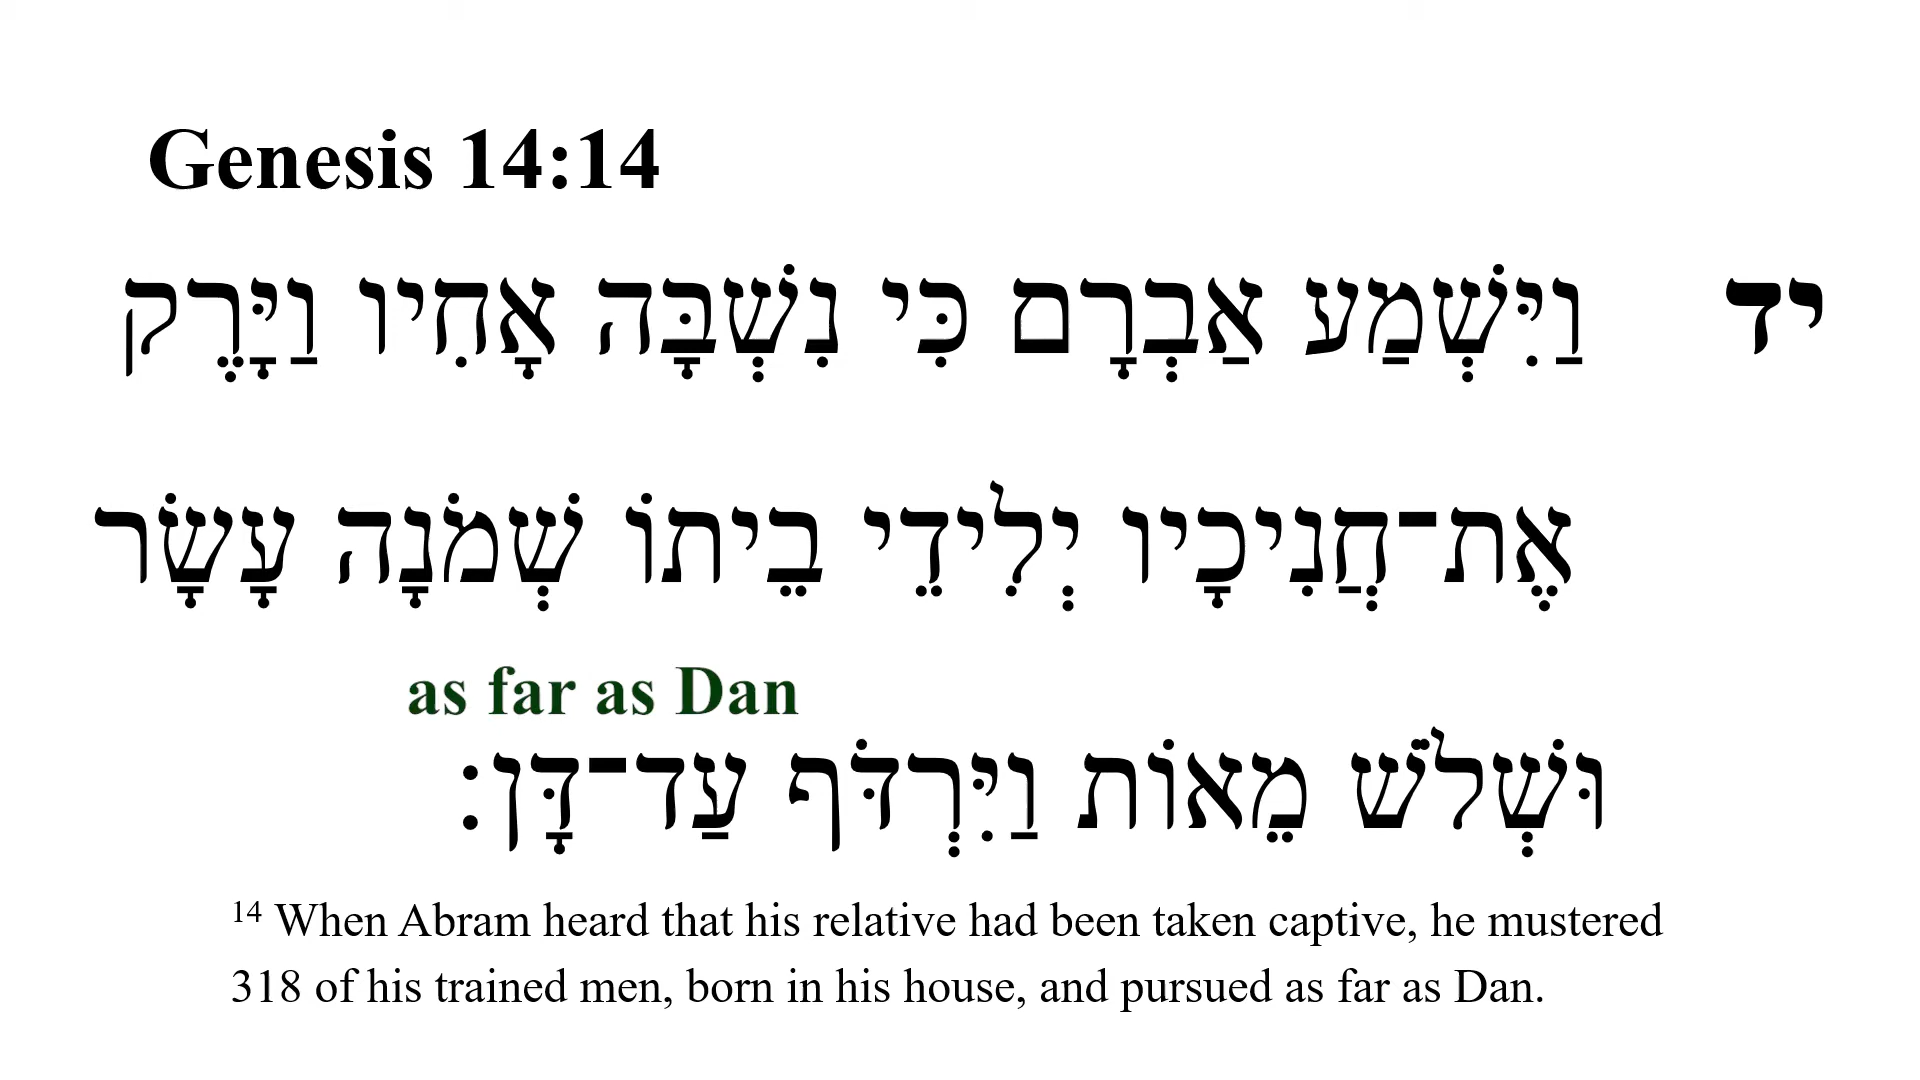 Genesis 14:14
יד וַיִּשְׁמַע אַבְרָם כִּי נִשְׁבָּה אָחִיו וַיָּרֶק
אֶת־חֲנִיכָיו יְלִידֵי בֵיתוֹ שְׁמֹנָה עָשָׂר
as far as Dan
וּשְׁלֹשׁ מֵאוֹת וַיִּרְדֹּף עַד־דָּן׃
14 When Abram heard that his relative had been taken captive, he mustered
318 of his trained men, born in his house, and pursued as far as Dan.